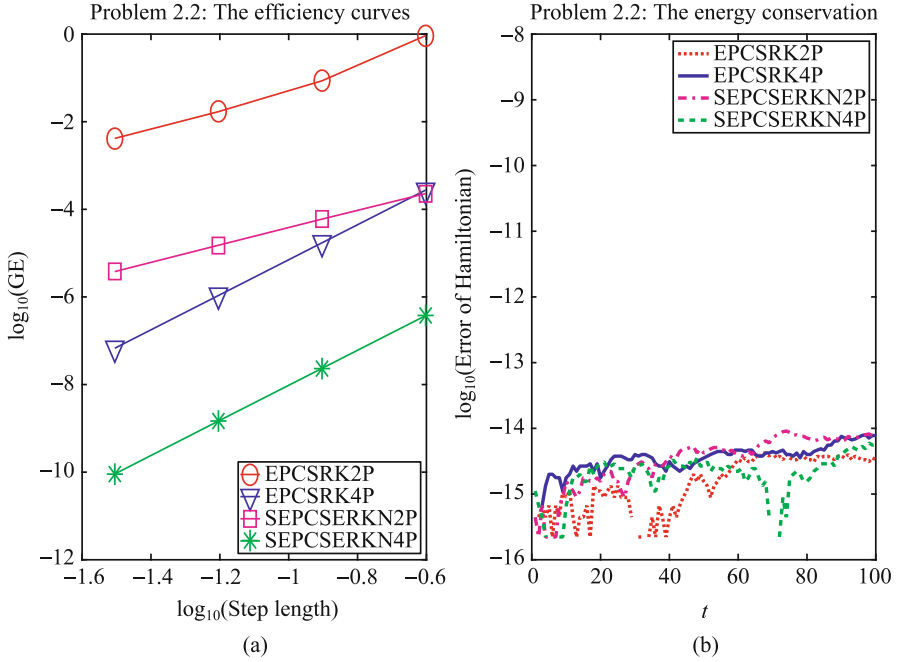 Problem 2.2: The efficiency curves
0
−2
−4
−6
−8
−10
−12
log10(GE)
EPCSRK2P
EPCSRK4P
SEPCSERKN2P
SEPCSERKN4P
−1.6
−1.4
−1.2
−1
−0.8
−0.6
log10(Step length)
(a)
Problem 2.2: The energy conservation
−8
−9
−10
−11
−12
−13
−14
−15
−16
log10(Error of Hamiltonian)
EPCSRK2P
EPCSRK4P
SEPCSERKN2P
SEPCSERKN4P
0
20
40
60
80
100
t
(b)